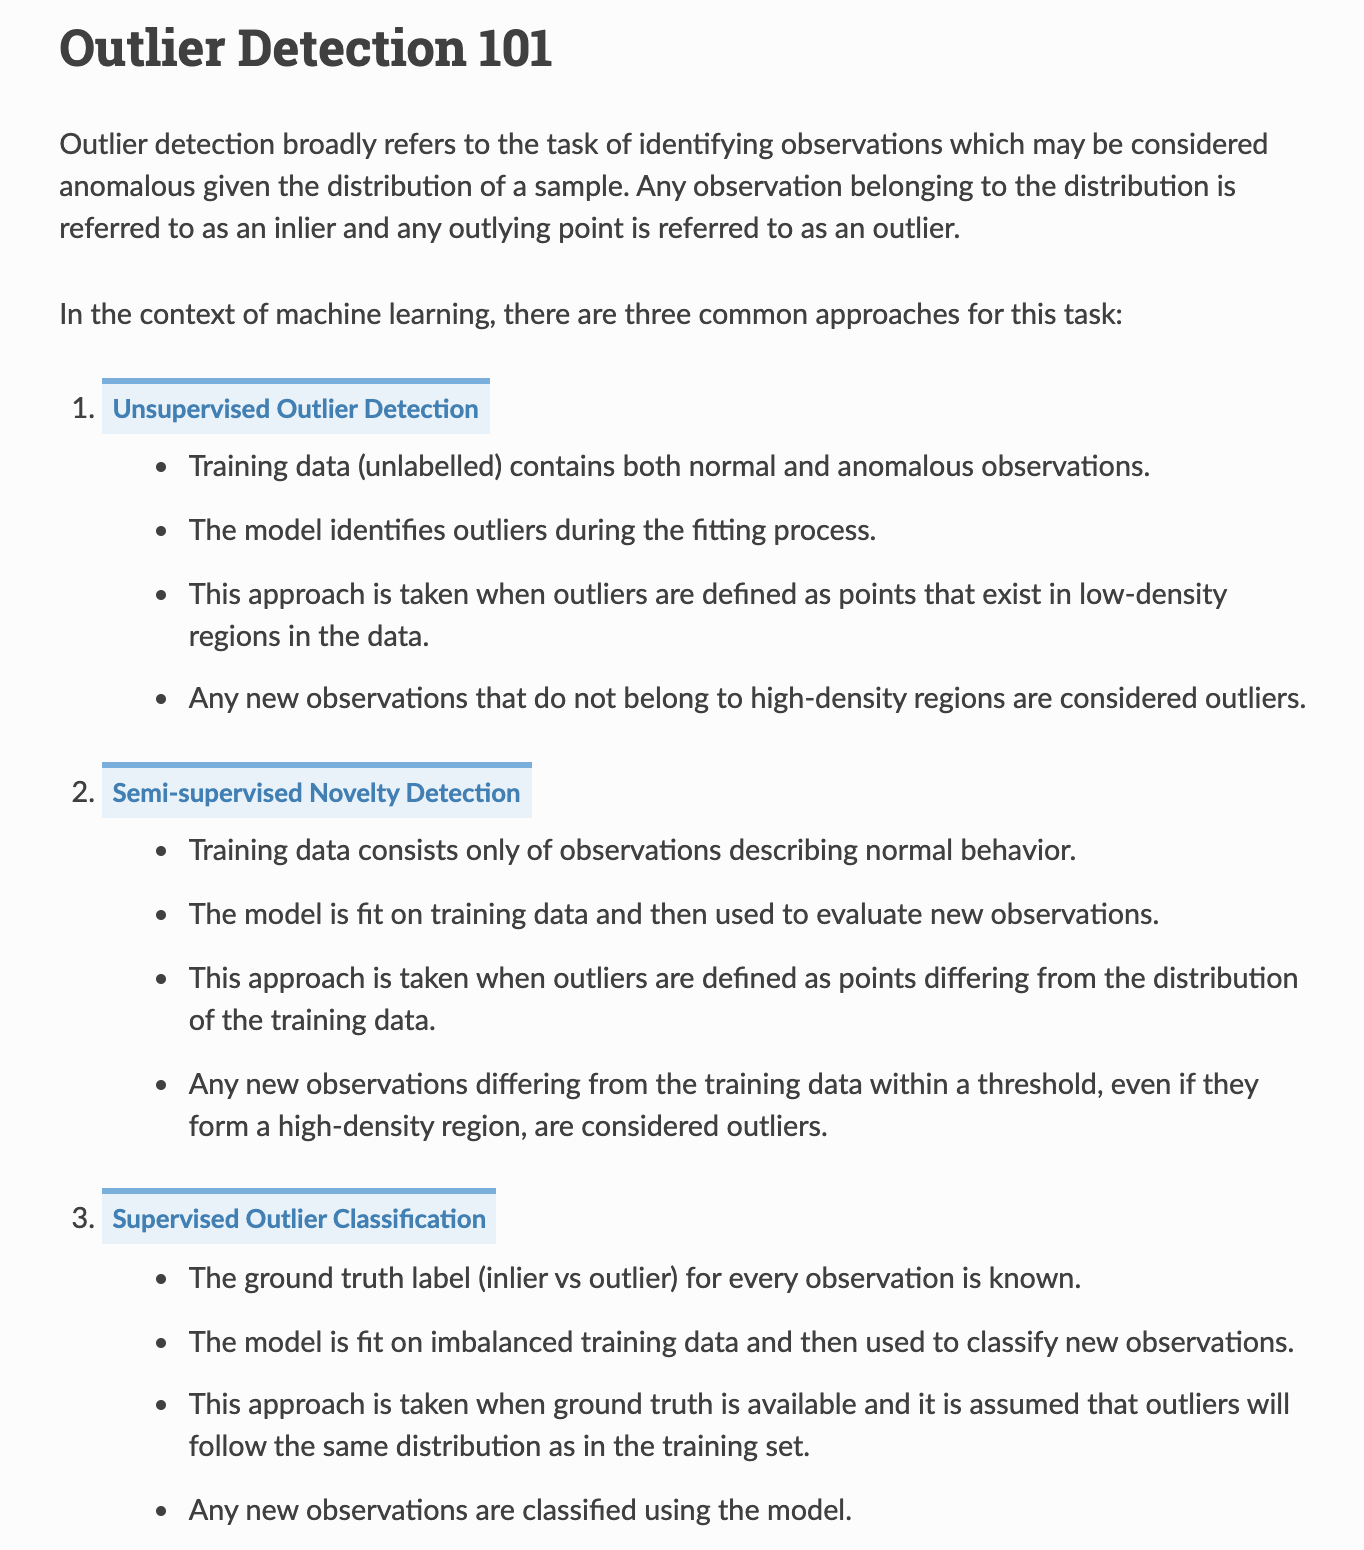 Outlier Detection 101
Outlier detection broadly refers to the task of identifying observations which may be considered
anomalous given the distribution of a sample. Any observation belonging to the distribution is
referred to as an inlier and any outlying point is referred to as an outlier.
In the context of machine learning, there are three common approaches for this task:
1. Unsupervised Outlier Detection
• Training data (unlabelled) contains both normal and anomalous observations.
• The model identifies outliers during the fitting process.
• This approach is taken when outliers are defined as points that exist in low-density
regions in the data.
• Any new observations that do not belong to high-density regions are considered outliers.
2. Semi-supervised Novelty Detection
• Training data consists only of observations describing normal behavior.
• The model is fit on training data and then used to evaluate new observations.
• This approach is taken when outliers are defined as points differing from the distribution
of the training data.
• Any new observations differing from the training data within a threshold, even if they
form a high-density region, are considered outliers.
3. Supervised Outlier Classification
• The ground truth label (inlier vs outlier) for every observation is known.
• The model is fit on imbalanced training data and then used to classify new observations.
• This approach is taken when ground truth is available and it is assumed that outliers will
follow the same distribution as in the training set.
• Any new observations are classified using the model.